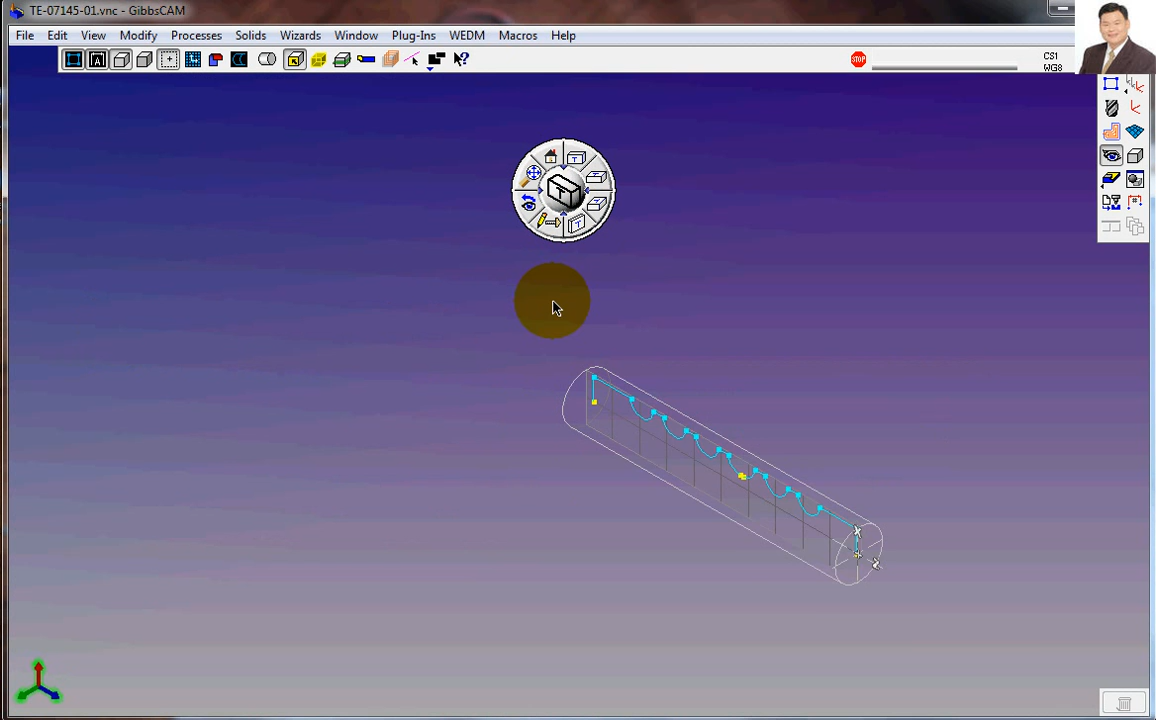 TE-07145-01.vnc - GibbsCAM
File Edit View Modify Processes Solids Wizards Window Plug-Ins WEDM Macros Help
STOP
CS1
WG8
A
T
X
Z